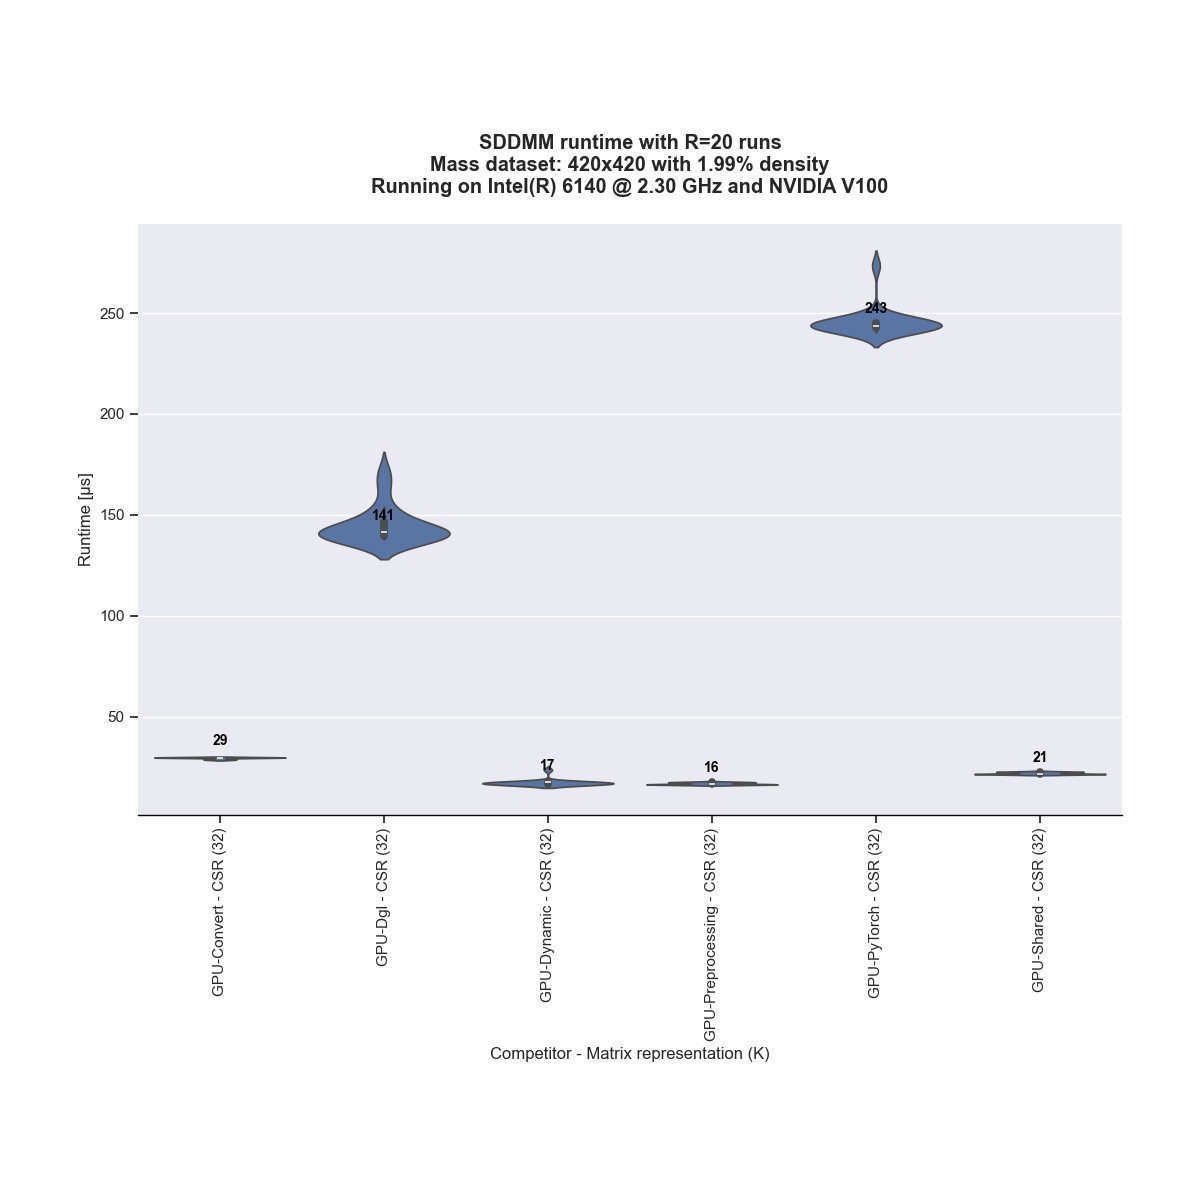 SDDMM runtime with R=20 runs
Mass dataset: 420x420 with 1.99% density
Running on Intel(R) 6140 @ 2.30 GHz and NVIDIA V100
Runtime [µs]
250
200
150
100
50
29
141
17
16
243
21
GPU-Convert - CSR (32)
GPU-Dgl - CSR (32)
GPU-Dynamic - CSR (32)
GPU-Preprocessing - CSR (32)
GPU-PyTorch - CSR (32)
GPU-Shared - CSR (32)
Competitor - Matrix representation (K)